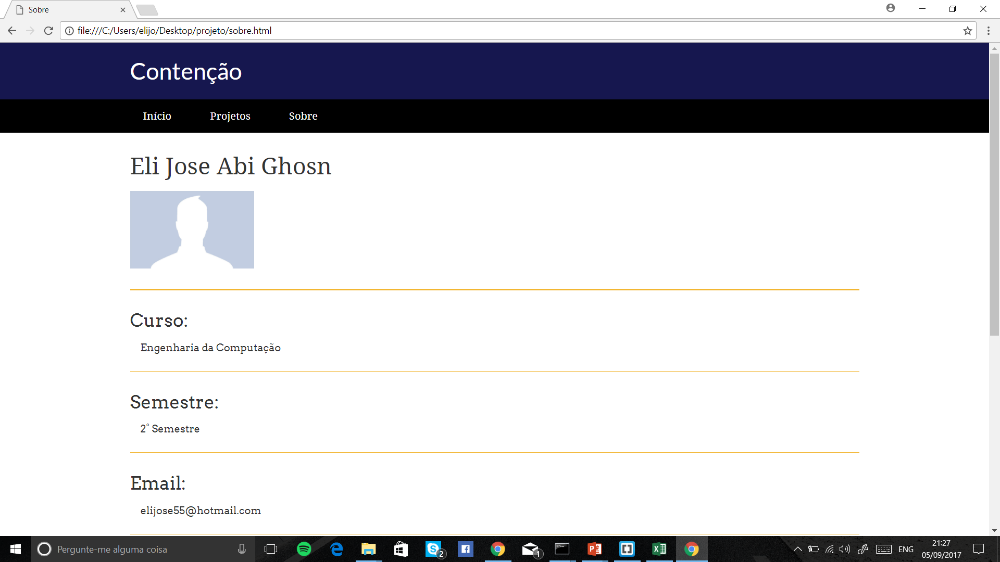 Sobre
file:///C:/Users/elijo/Desktop/projeto/sobre.html
Contenção
Início Projetos Sobre
Eli Jose Abi Ghosn
Curso:
Engenharia da Computação
Semestre:
2° Semestre
Email:
elijose55@hotmail.com
Pergunte-me alguma coisa
2
1
ENG
21:27
05/09/2017